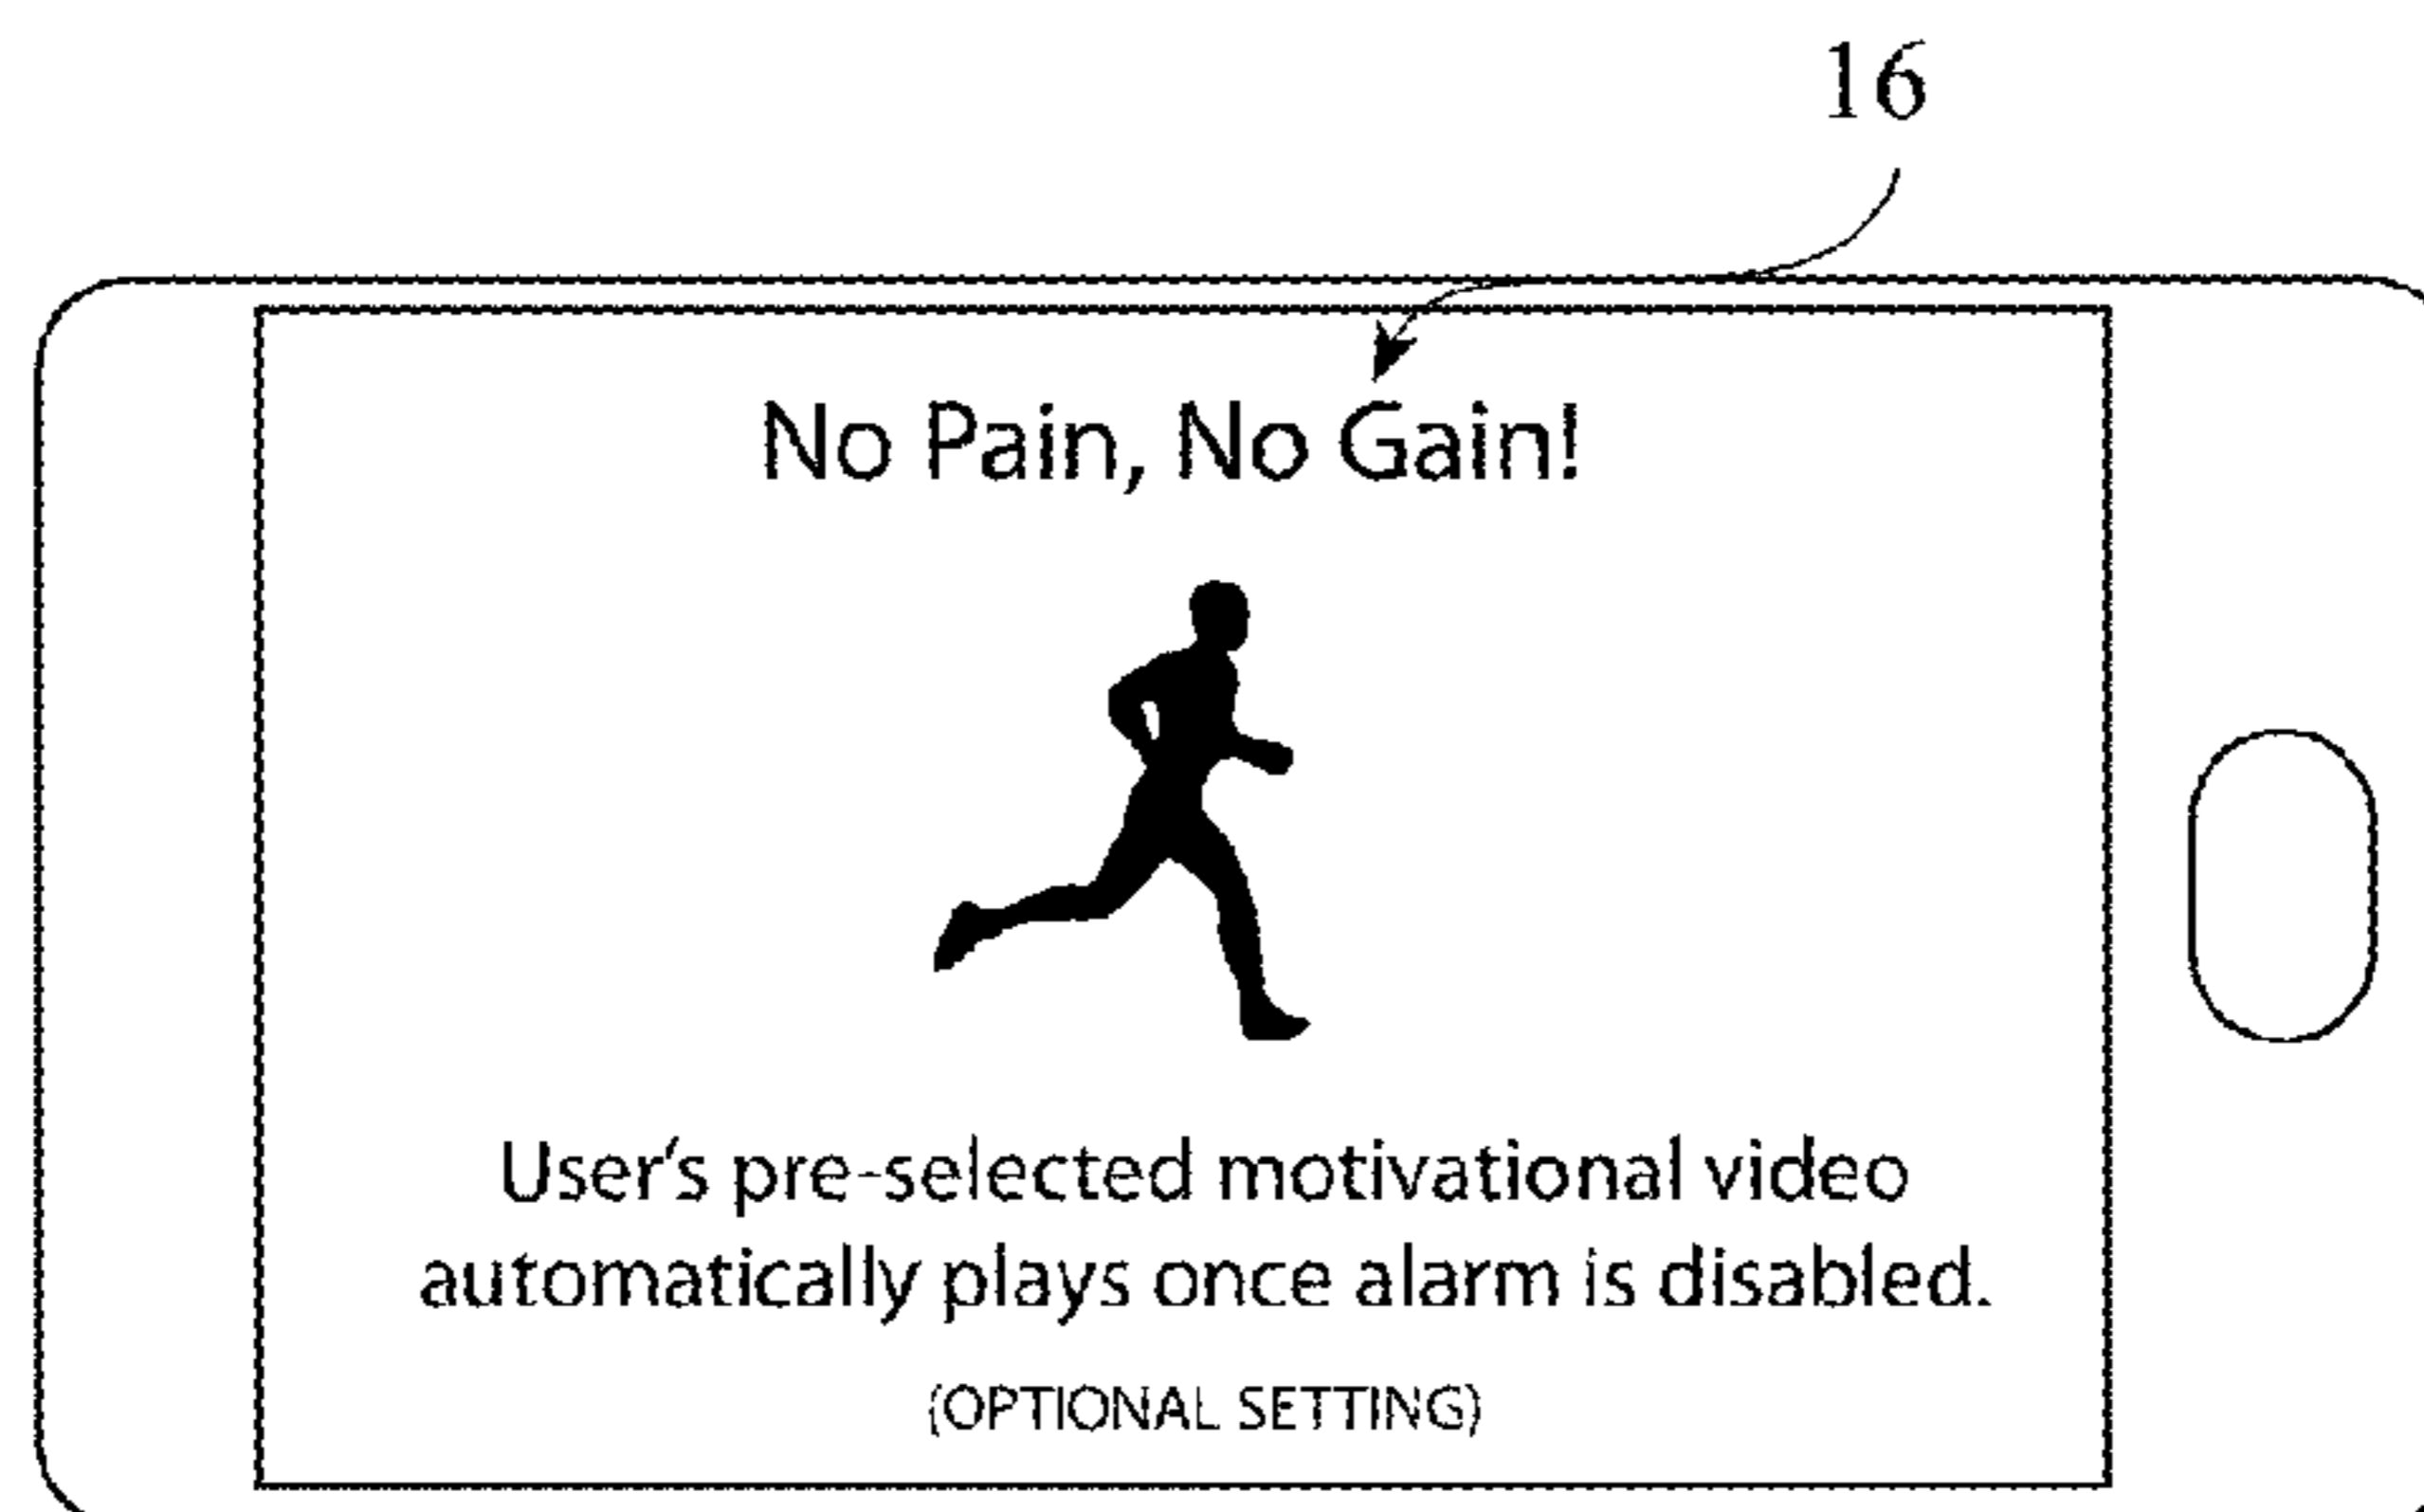 16
No Pain, No Gain!
User's pre-selected motivational video
automatically plays once alarm is disabled.
(OPTIONAL SETTING)